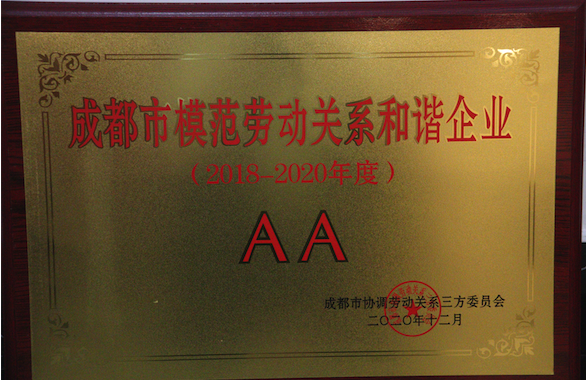 成都市模范劳动关系和谐企业
（2018-2020年度）
AA
成都市协调劳动关系三方委员会
二〇二〇年十二月